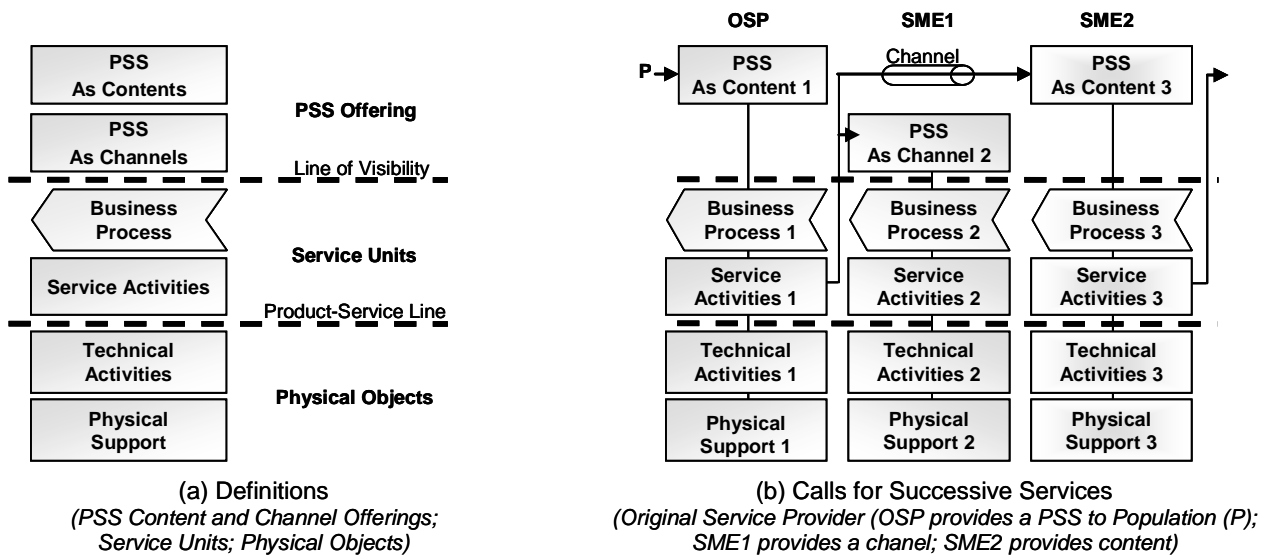 PSS
As Contents
PSS Offering
PSS
As Channels
Line of Visibility
Business
Process
Service Units
Service Activities
Product-Service Line
Technical
Activities
Physical Objects
Physical
Support
(a) Definitions
(PSS Content and Channel Offerings;
Service Units; Physical Objects)
OSP
SME1
SME2
P
PSS
As Content 1
Channel
PSS
As Content 3
PSS
As Channel 2
Business
Process 1
Business
Process 2
Business
Process 3
Service
Activities 1
Service
Activities 2
Service
Activities 3
Technical
Activities 1
Technical
Activities 2
Technical
Activities 3
Physical
Support 1
Physical
Support 2
Physical
Support 3
(b) Calls for Successive Services
(Original Service Provider (OSP provides a PSS to Population (P);
SME1 provides a chanel; SME2 provides content)